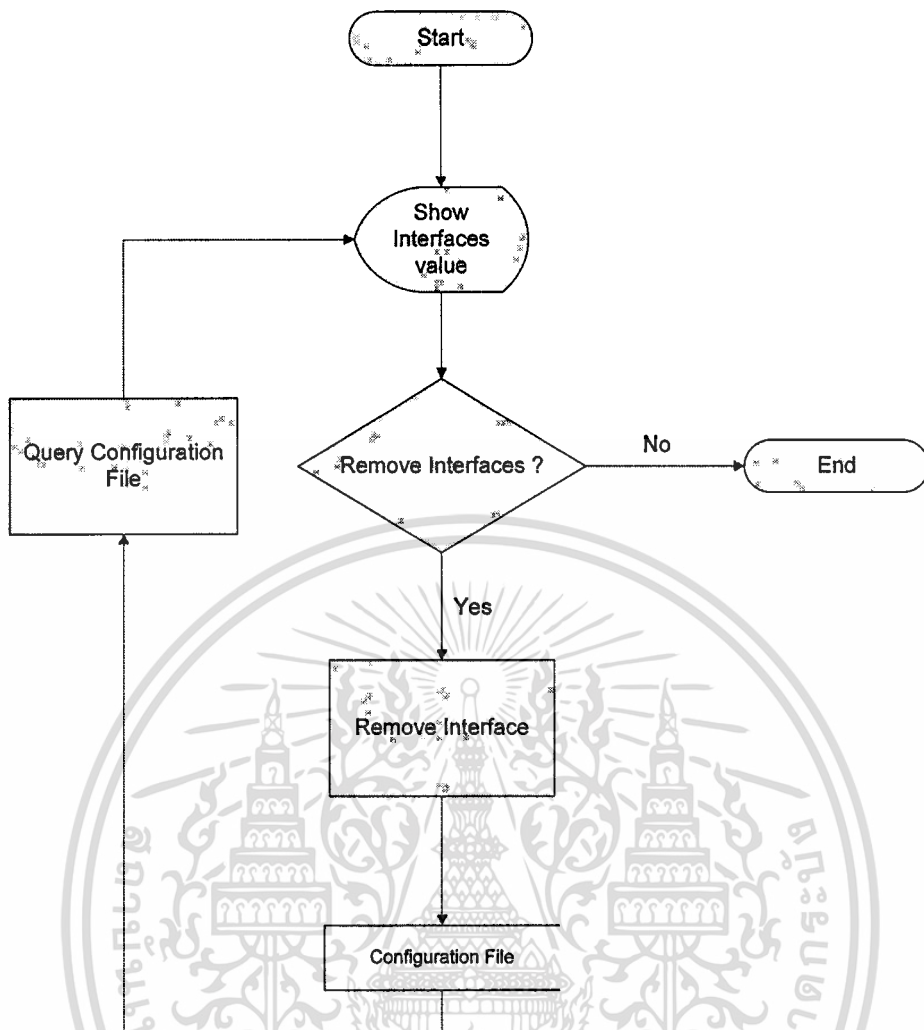 Start
Show
Interfaces
value
Query Configuration
File
Remove Interfaces ?
No
End
Yes
Remove Interface
Configuration File